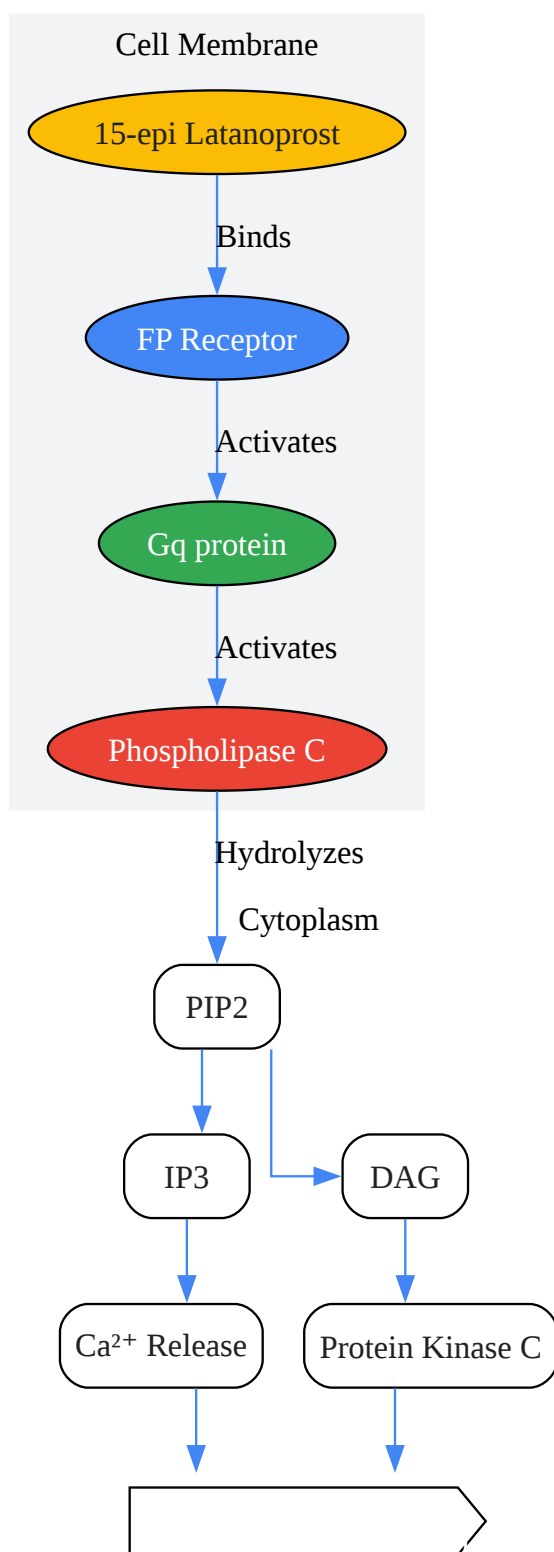 Cell Membrane
15-epi Latanoprost
Binds
FP Receptor
Activates
Gq protein
Activates
Phospholipase C
Hydrolyzes
Cytoplasm
PIP2
IP3
DAG
Ca²⁺ Release
Protein Kinase C